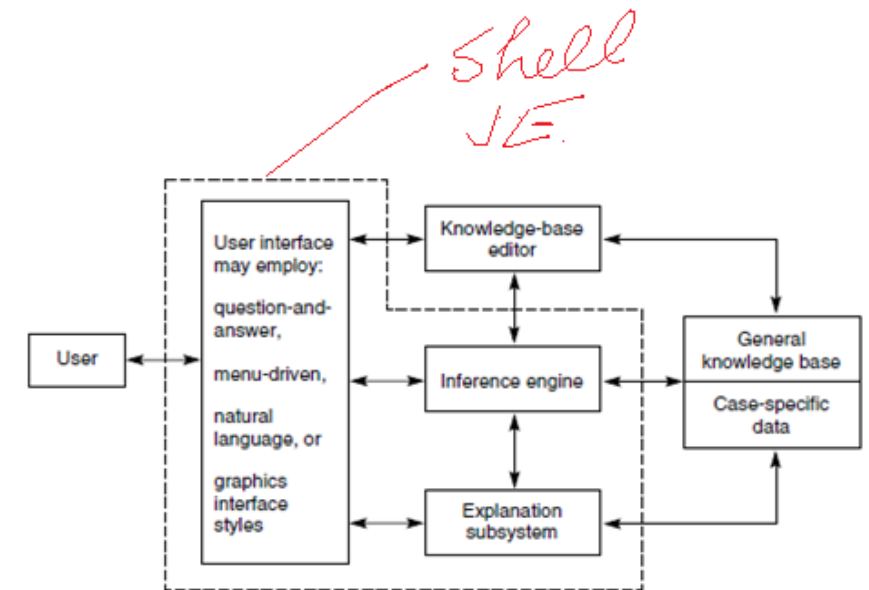 Shell
User interface
may employ:
question-and-
answer,
menu-driven,
natural
language, or
graphics
interface
styles
Knowledge-base
editor
User
Inference engine
General
knowledge base
Case-specific
data
Explanation
subsystem